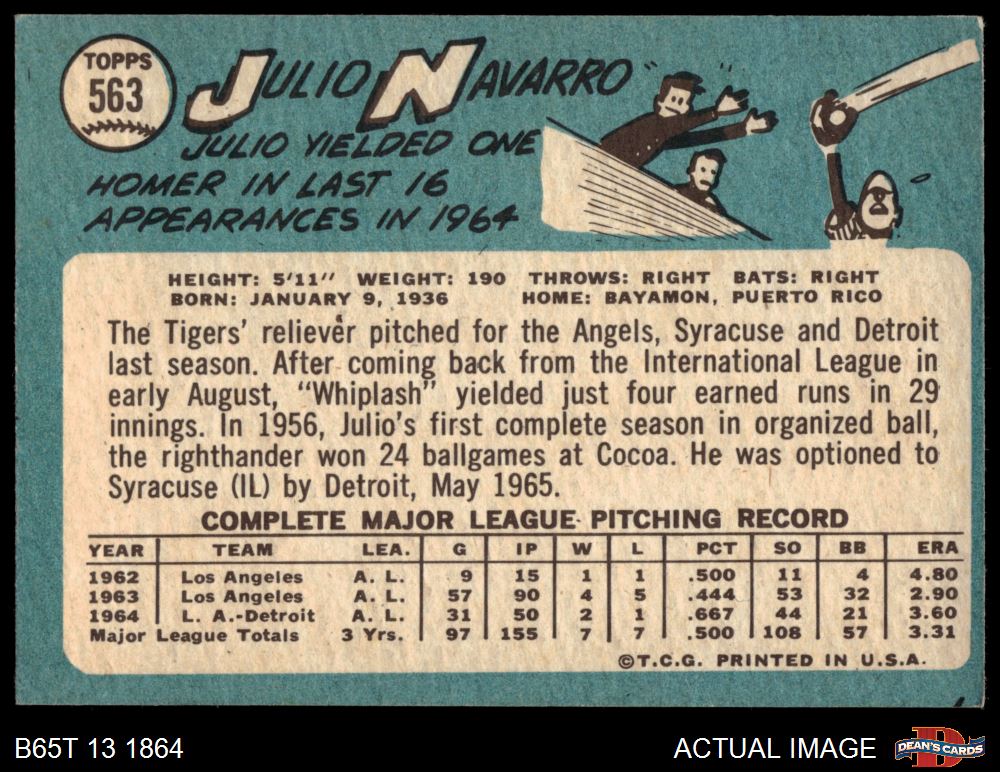 TOPPS
563
JULIO NAVARRO
JULIO YIELDED ONE
HOMER IN LAST 16
APPEARANCES IN 1964
HEIGHT: 5'11" WEIGHT: 190 THROWS: RIGHT BATS: RIGHT
BORN: JANUARY 9, 1936 HOME: BAYAMON, PUERTO RICO
The Tigers' reliever pitched for the Angels, Syracuse and Detroit
last season. After coming back from the International League in
early August, "Whiplash" yielded just four earned runs in 29
innings. In 1956, Julio's first complete season in organized ball,
the righthander won 24 ballgames at Cocoa. He was optioned to
Syracuse (IL) by Detroit, May 1965.
COMPLETE MAJOR LEAGUE PITCHING RECORD
YEAR TEAM LEA. G IP W L PCT SO BB ERA
1962 Los Angeles A. L. 9 15 1 1 .500 11 4 4.80
1963 Los Angeles A. L. 57 90 4 5 .444 53 32 2.90
1964 L. A.-Detroit A. L. 31 50 2 1 .667 44 21 3.60
Major League Totals 3 Yrs. 97 155 7 7 .500 108 57 3.31
©T.C.G. PRINTED IN U.S.A.
B65T 13 1864 ACTUAL IMAGE D DEAN'S CARDS